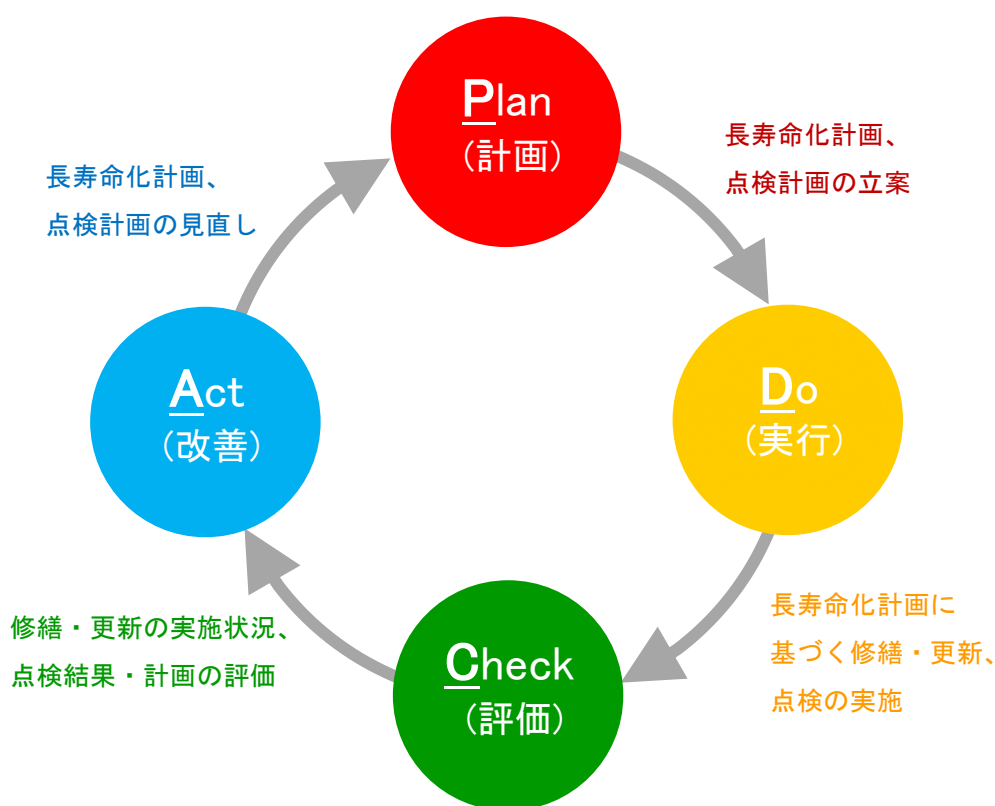 Plan
（計画）
長寿命化計画、
点検計画の立案
Do
（実行）
長寿命化計画に
基づく修繕・更新、
点検の実施
Check
（評価）
修繕・更新の実施状況、
点検結果・計画の評価
Act
（改善）
長寿命化計画、
点検計画の見直し